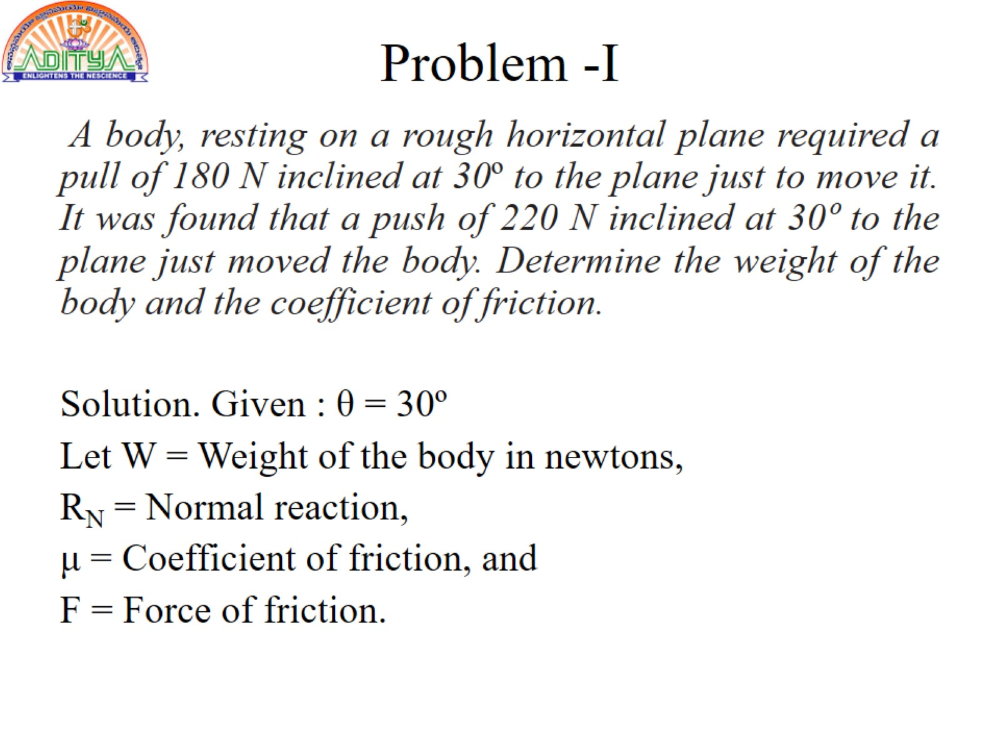 ADITYA
ENLIGHTENS THE NESCIENCE
Problem -I
A body, resting on a rough horizontal plane required a
pull of 180 N inclined at 30º to the plane just to move it.
It was found that a push of 220 N inclined at 30º to the
plane just moved the body. Determine the weight of the
body and the coefficient of friction.
Solution. Given : θ = 30º
Let W = Weight of the body in newtons,
R_N = Normal reaction,
μ = Coefficient of friction, and
F = Force of friction.